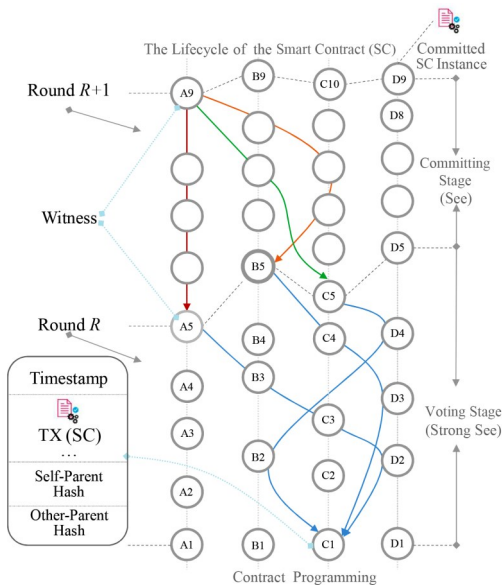 The Lifecycle of the Smart Contract (SC)
Committed
SC Instance
A9
B9
C10
D9
Round R+1
D8
Committing
Stage
(See)
Witness
D5
B5
C5
Round R
A5
B4
C4
D4
Timestamp
TX (SC)
...
Self-Parent
Hash
Other-Parent
Hash
A4
B3
D3
Voting Stage
(Strong See)
A3
C3
B2
D2
A2
C2
A1
B1
C1
D1
Contract Programming